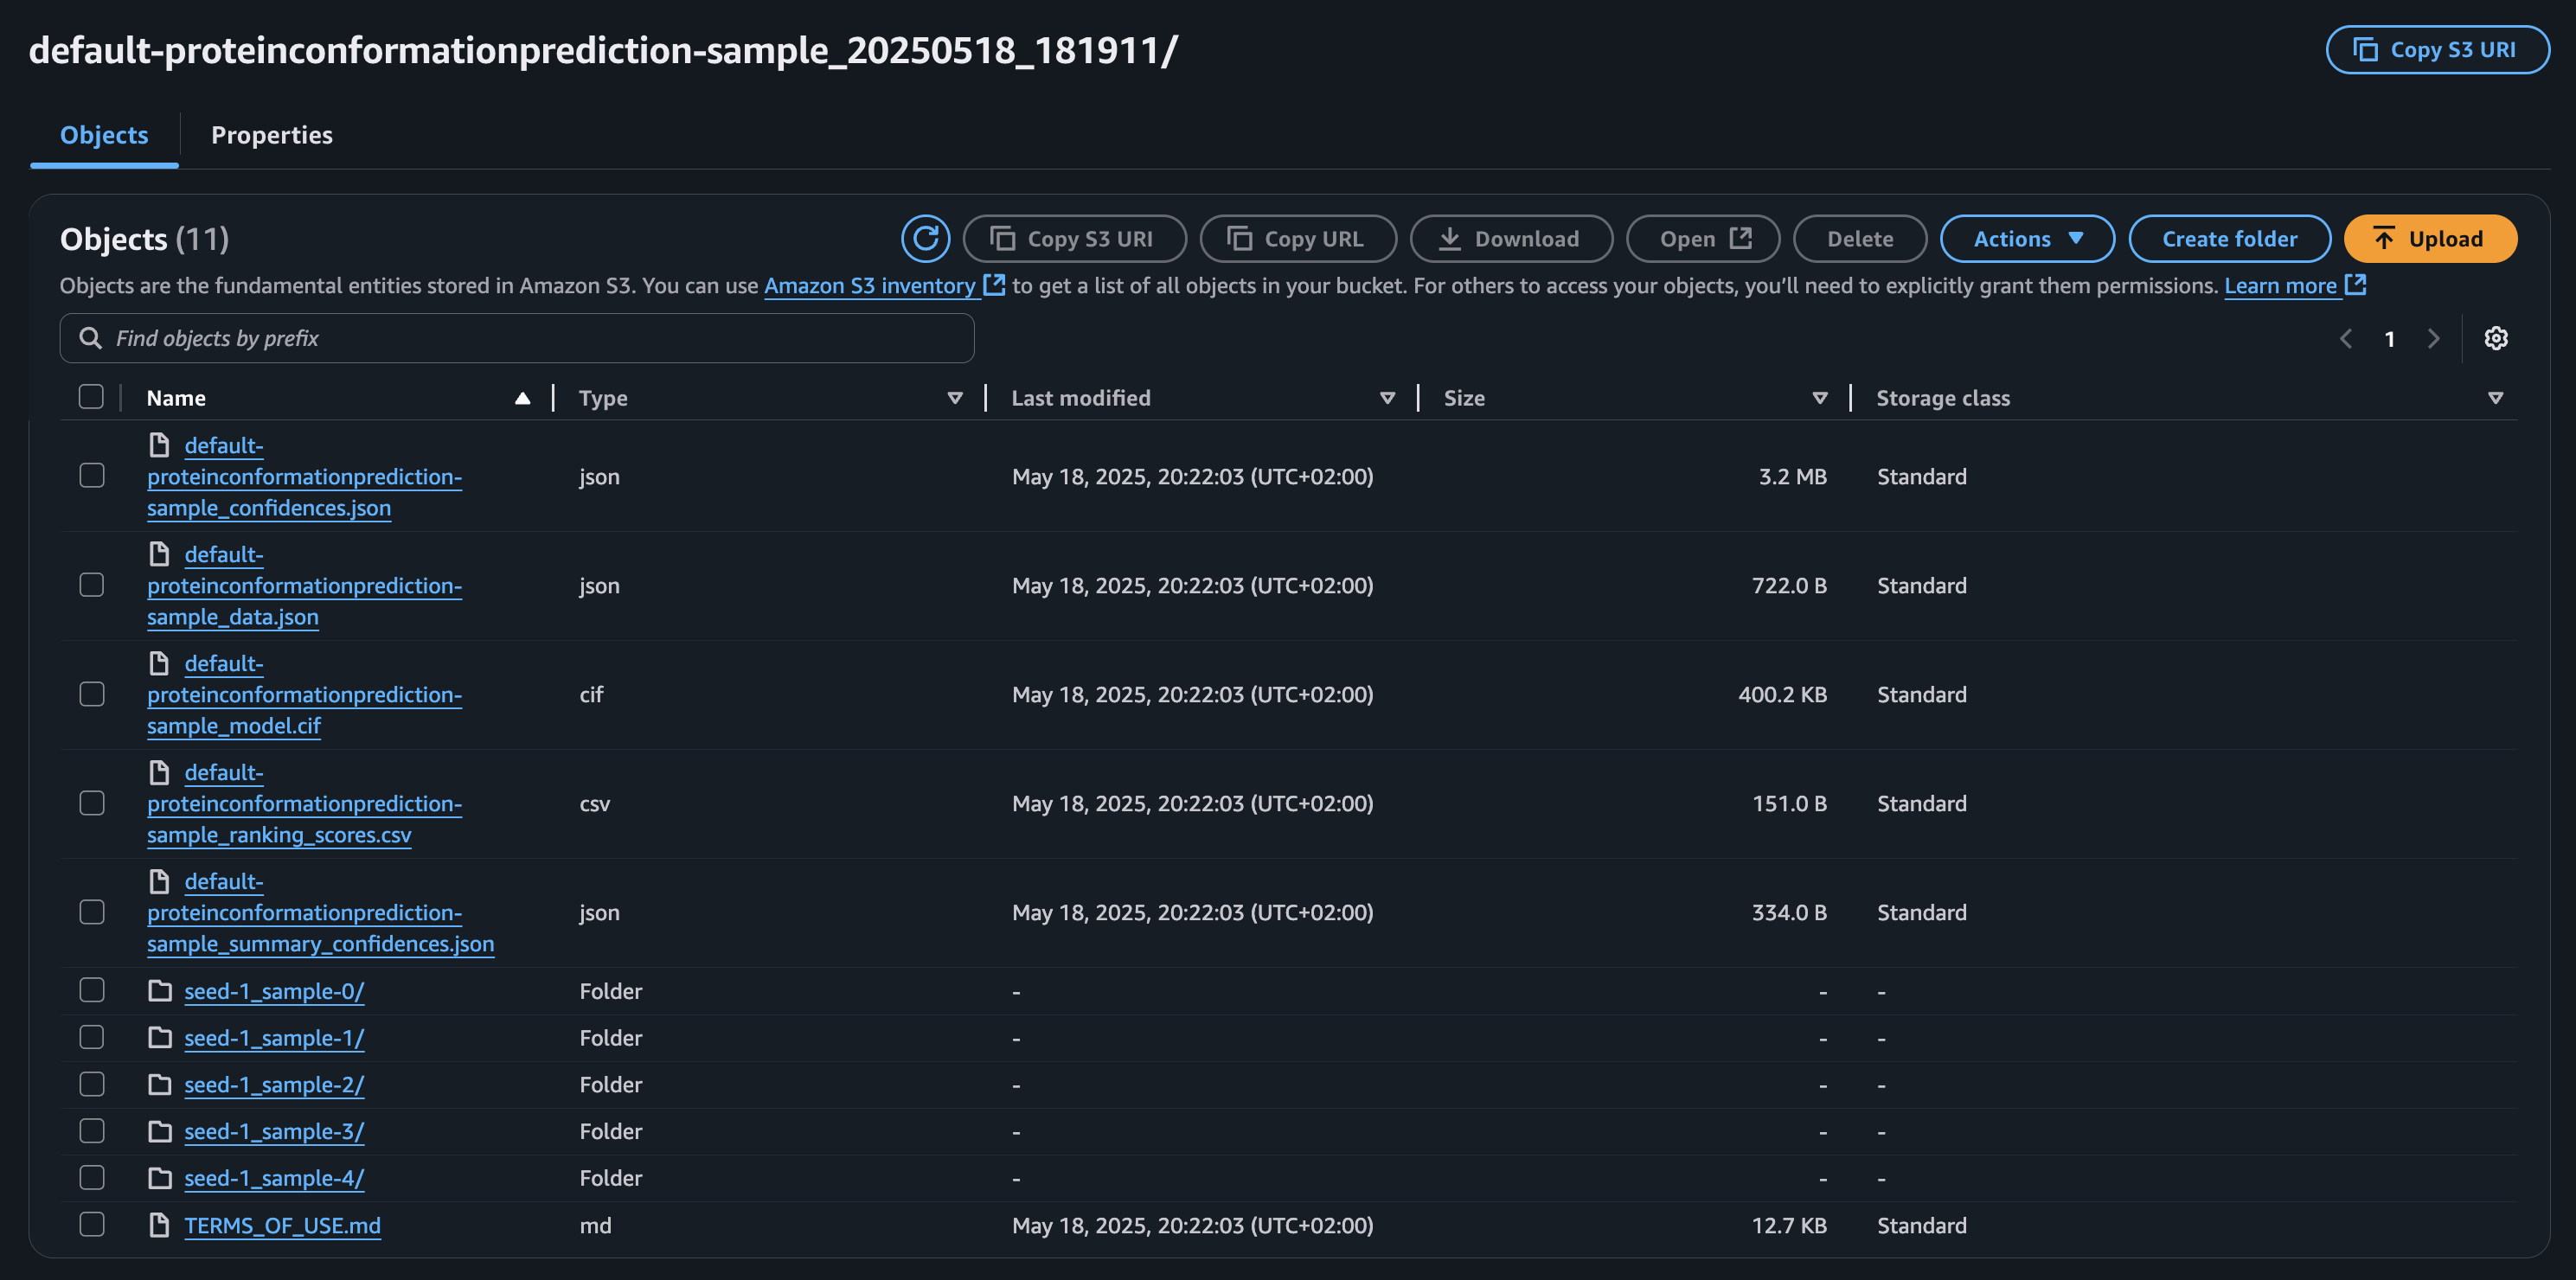 default-proteinconformationprediction-sample_20250518_181911/
Copy S3 URI
Objects
Properties
Objects (11)
Copy S3 URI
Copy URL
Download
Open
Delete
Actions
Create folder
Upload
Objects are the fundamental entities stored in Amazon S3. You can use Amazon S3 inventory to get a list of all objects in your bucket. For others to access your objects, you’ll need to explicitly grant them permissions. Learn more
Find objects by prefix
1
Name Type Last modified Size Storage class
default-
proteinconformationprediction- json May 18, 2025, 20:22:03 (UTC+02:00) 3.2 MB Standard
sample_confidences.json
default-
proteinconformationprediction- json May 18, 2025, 20:22:03 (UTC+02:00) 722.0 B Standard
sample_data.json
default-
proteinconformationprediction- cif May 18, 2025, 20:22:03 (UTC+02:00) 400.2 KB Standard
sample_model.cif
default-
proteinconformationprediction- csv May 18, 2025, 20:22:03 (UTC+02:00) 151.0 B Standard
sample_ranking_scores.csv
default-
proteinconformationprediction- json May 18, 2025, 20:22:03 (UTC+02:00) 334.0 B Standard
sample_summary_confidences.json
seed-1_sample-0/ Folder - - -
seed-1_sample-1/ Folder - - -
seed-1_sample-2/ Folder - - -
seed-1_sample-3/ Folder - - -
seed-1_sample-4/ Folder - - -
TERMS_OF_USE.md md May 18, 2025, 20:22:03 (UTC+02:00) 12.7 KB Standard